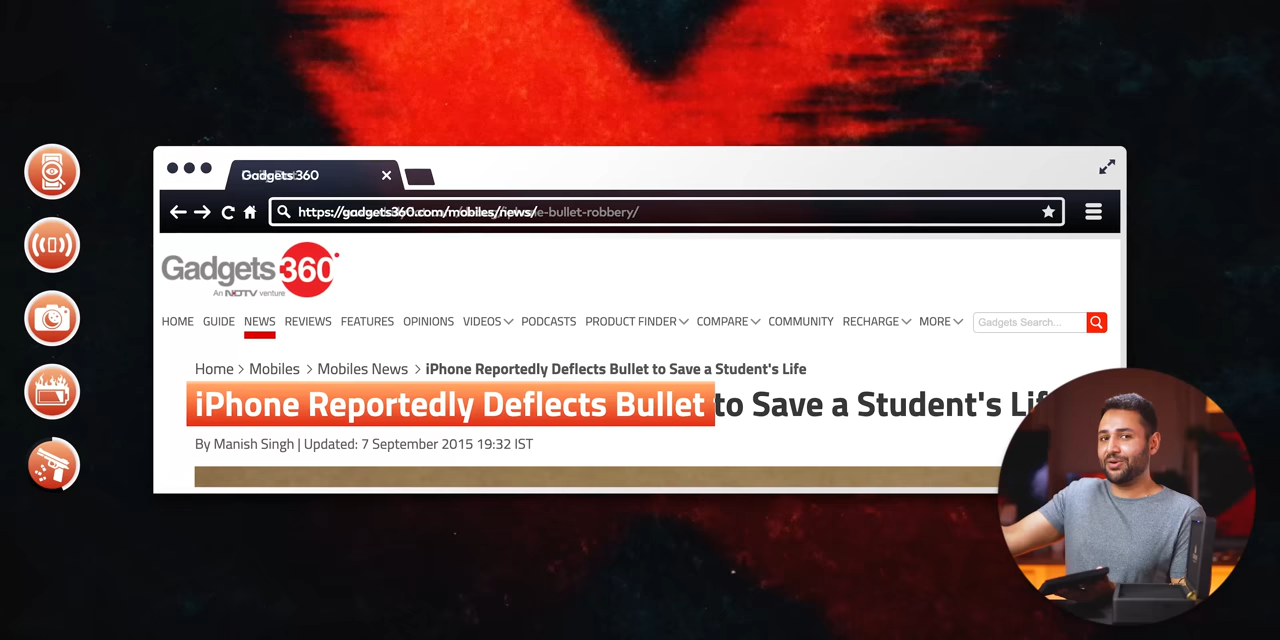 Gadgets 360
https://gadgets360.com/mobiles/news/
-bullet-robbery/
Gadgets 360
An NDTV venture
HOME GUIDE NEWS REVIEWS FEATURES OPINIONS VIDEOS PODCASTS PRODUCT FINDER COMPARE COMMUNITY RECHARGE MORE Gadgets Search...
Home > Mobiles > Mobiles News > iPhone Reportedly Deflects Bullet to Save a Student's Life
iPhone Reportedly Deflects Bullet to Save a Student's
By Manish Singh | Updated: 7 September 2015 19:32 IST